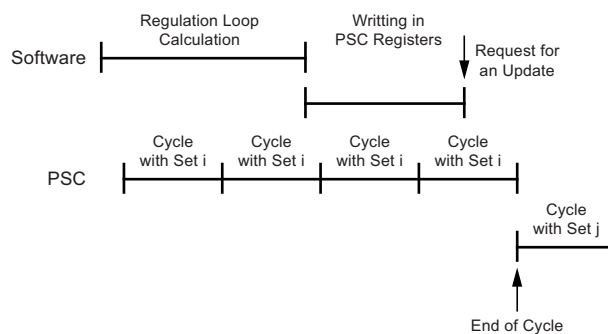 Regulation Loop
Calculation
Writting in
PSC Registers
Software
Request for
an Update
Cycle
with Set i
Cycle
with Set i
Cycle
with Set i
Cycle
with Set i
PSC
Cycle
with Set j
End of Cycle